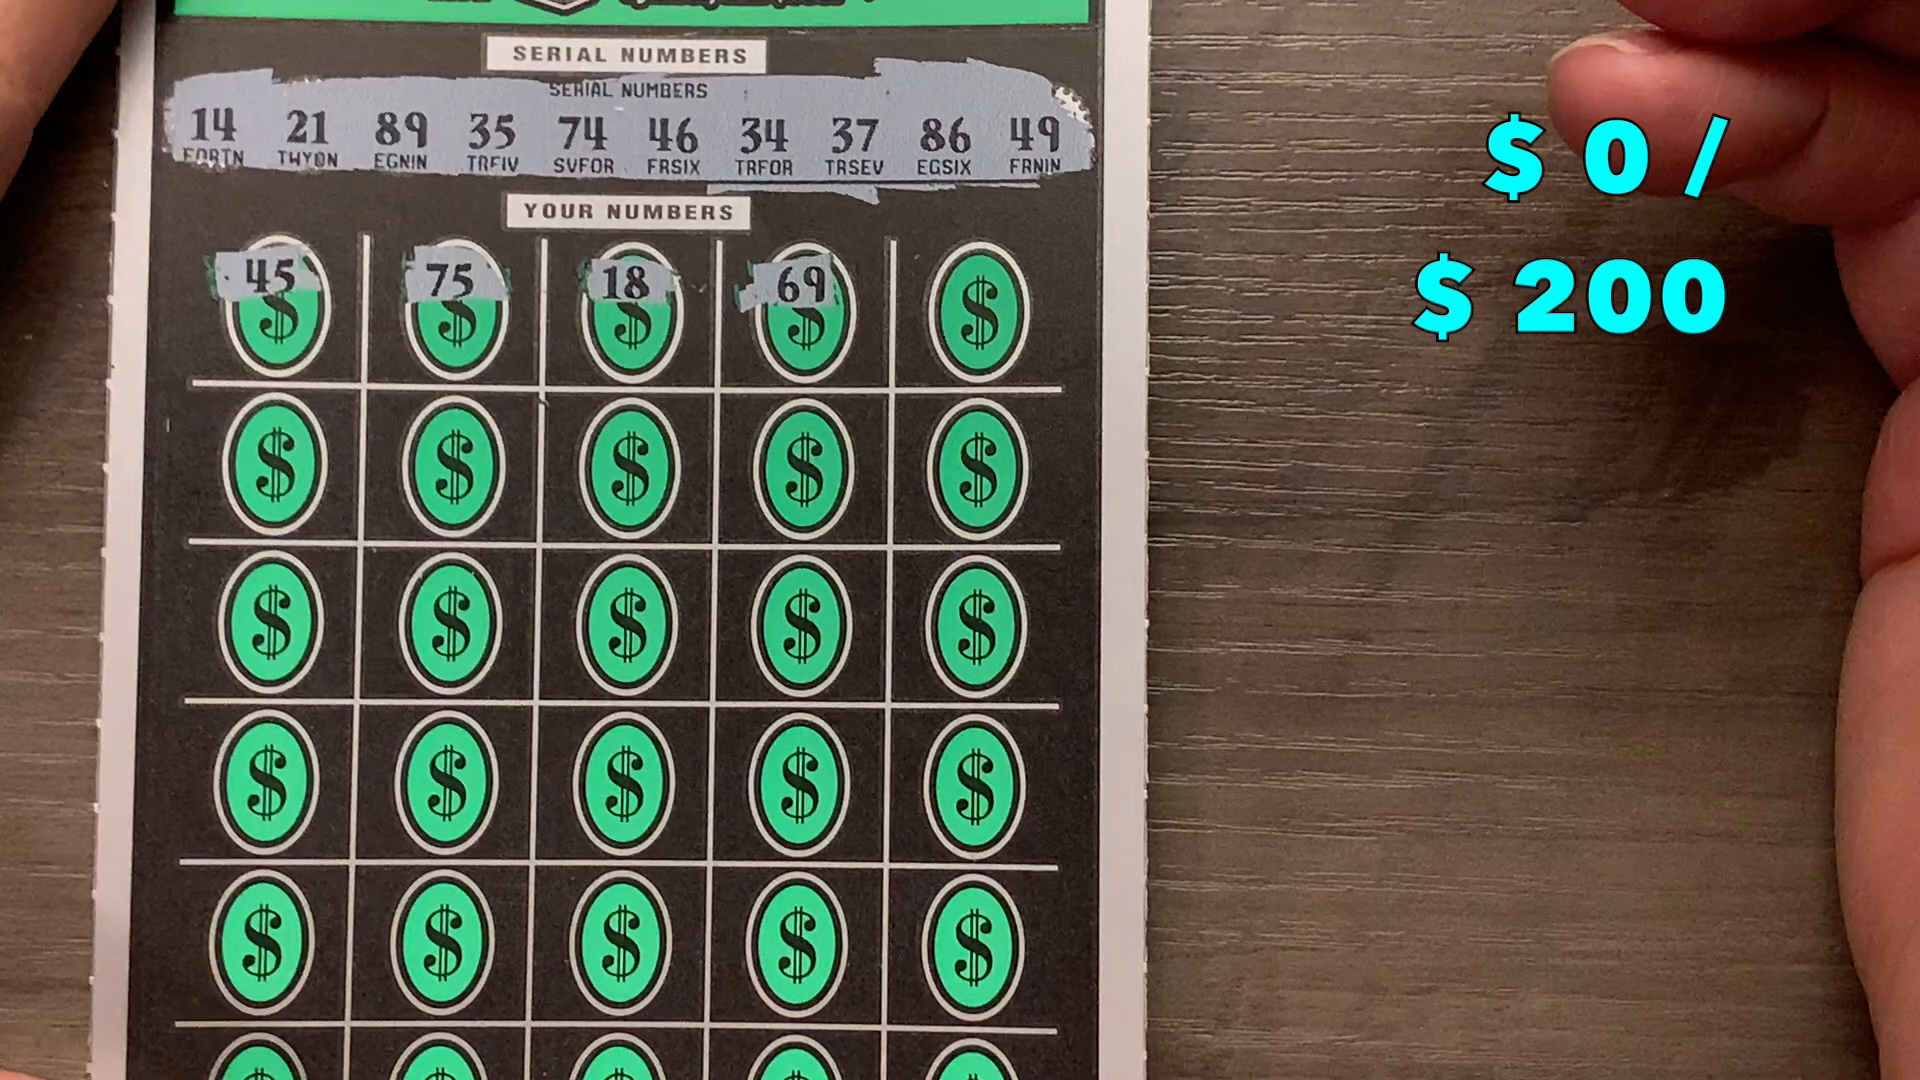 SERIAL NUMBERS
SERIAL NUMBERS
14 21 89 35 74 46 34 37 86 49
FORTN TWYON EGNIN TRFIV SVFOR FRSIX TRFOR TRSEV EGSIX FRNIN
YOUR NUMBERS
45 75 18 69
$ $ $ $ $
$ $ $ $ $
$ $ $ $ $
$ $ $ $ $
$ $ $ $ $
$ $ $ $ $
$ 0 /
$ 200